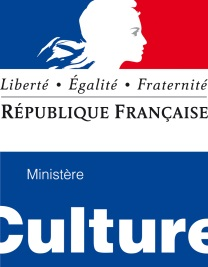 Liberté • Égalité • Fraternité
RÉPUBLIQUE FRANÇAISE
Ministère
Culture